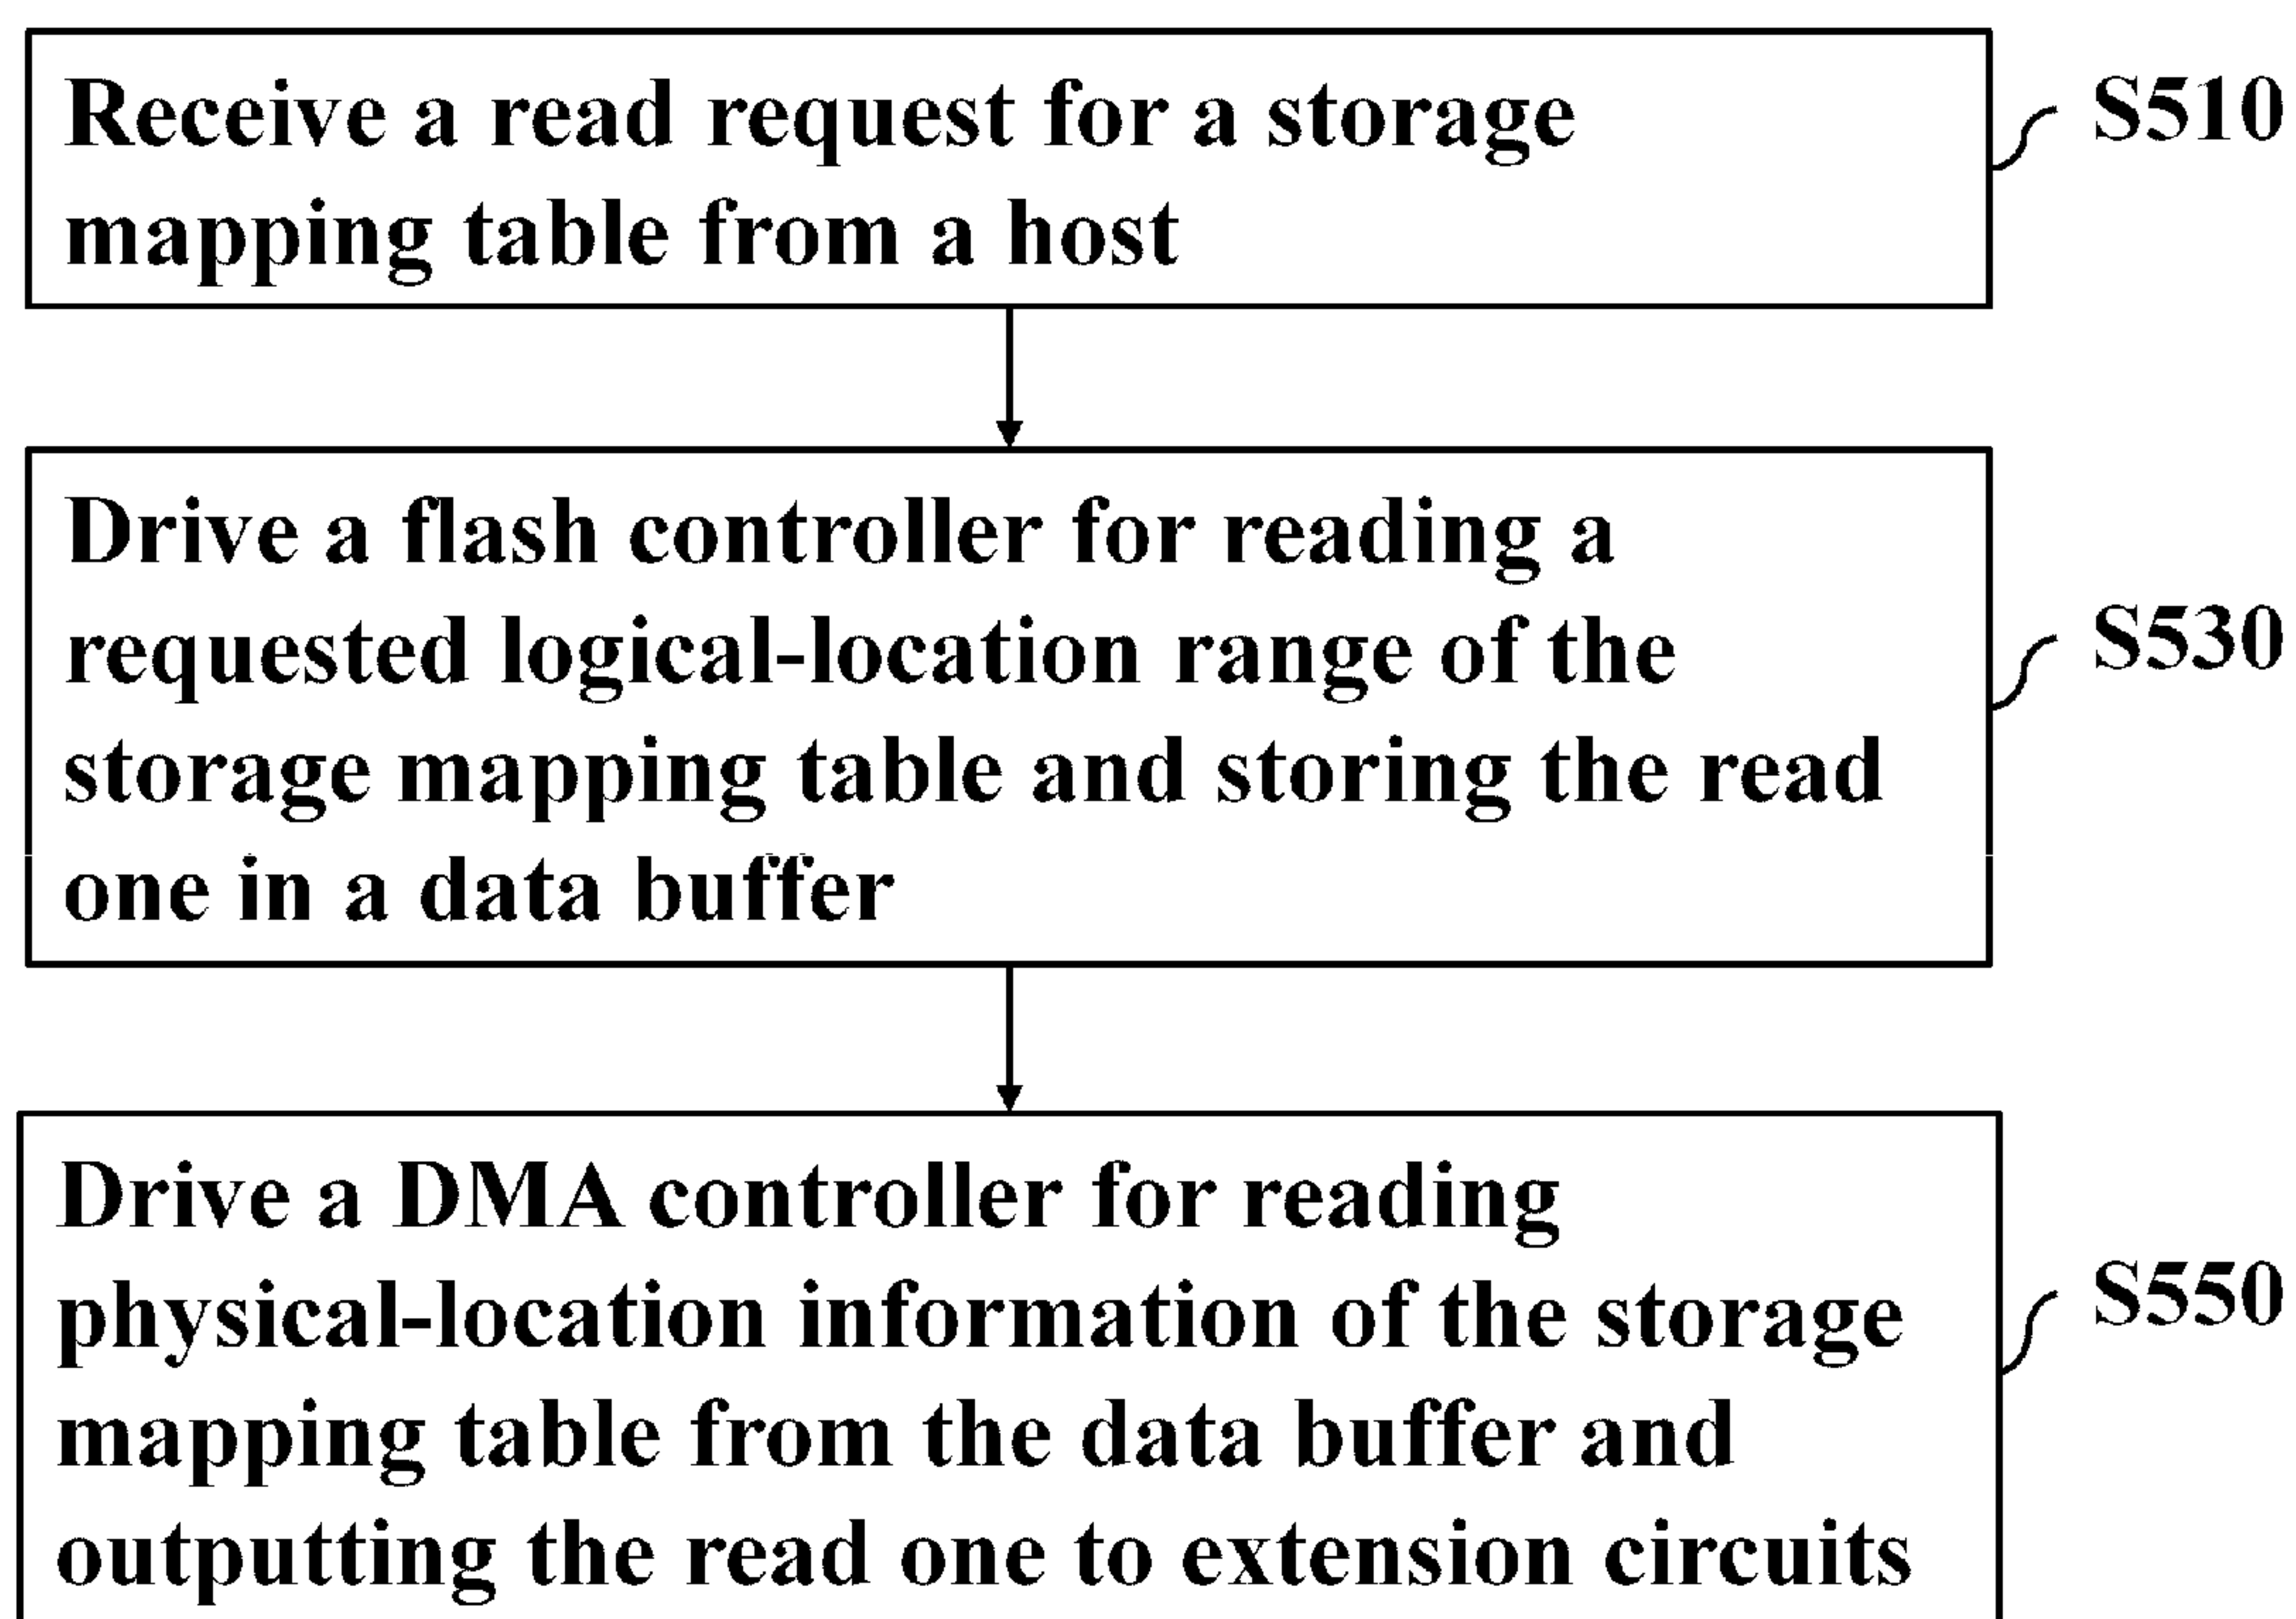 Receive a read request for a storage
mapping table from a host
S510
Drive a flash controller for reading a
requested logical-location range of the
storage mapping table and storing the read
one in a data buffer
S530
Drive a DMA controller for reading
physical-location information of the storage
mapping table from the data buffer and
outputting the read one to extension circuits
S550